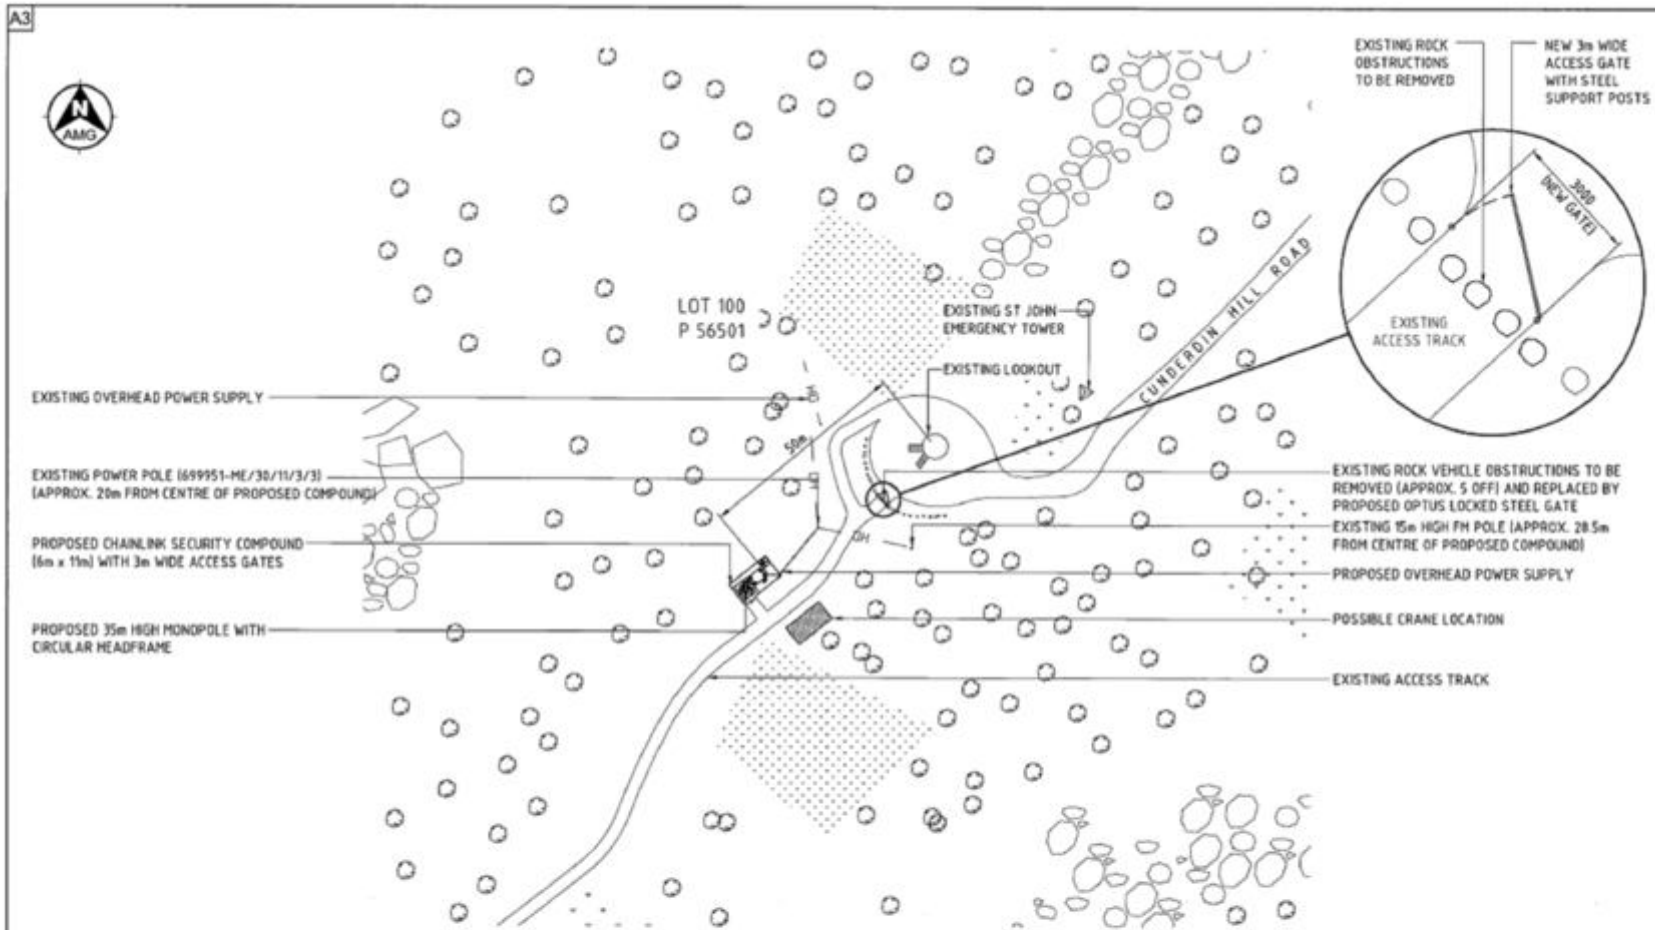 A3
N
AMG
EXISTING ROCK
OBSTRUCTIONS
TO BE REMOVED
NEW 3m WIDE
ACCESS GATE
WITH STEEL
SUPPORT POSTS
3000
(NEW GATE)
EXISTING
ACCESS TRACK
LOT 100
P 56501
EXISTING ST JOHN
EMERGENCY TOWER
CUNDERDIN HILL ROAD
EXISTING LOOKOUT
EXISTING OVERHEAD POWER SUPPLY
OH
50m
EXISTING POWER POLE (699951-ME/30/11/3/3)
(APPROX. 20m FROM CENTRE OF PROPOSED COMPOUND)
OH
EXISTING ROCK VEHICLE OBSTRUCTIONS TO BE
REMOVED (APPROX. 5 OFF) AND REPLACED BY
PROPOSED OPTUS LOCKED STEEL GATE
EXISTING 15m HIGH FM POLE (APPROX. 28.5m
FROM CENTRE OF PROPOSED COMPOUND)
OH
PROPOSED CHAINLINK SECURITY COMPOUND
(6m x 11m) WITH 3m WIDE ACCESS GATES
PROPOSED OVERHEAD POWER SUPPLY
POSSIBLE CRANE LOCATION
PROPOSED 35m HIGH MONOPOLE WITH
CIRCULAR HEADFRAME
EXISTING ACCESS TRACK